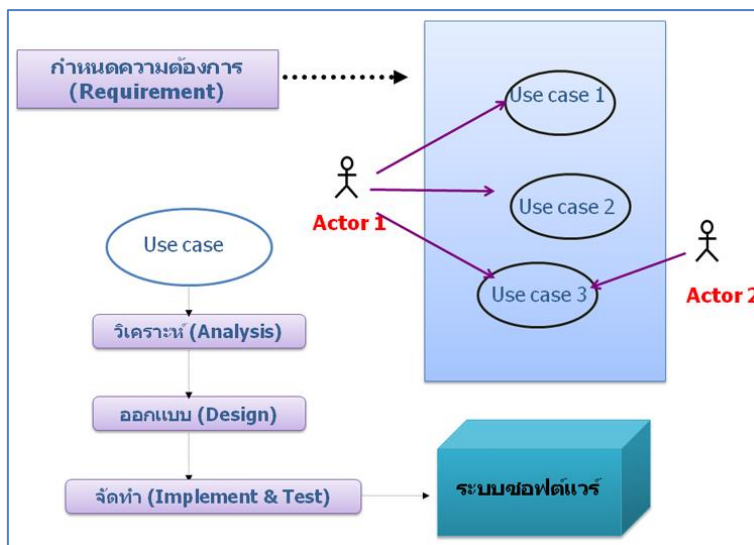 กำหนดความต้องการ
(Requirement)
Use case 1
Use case 2
Actor 1
Use case
Use case 3
Actor 2
วิเคราะห์ (Analysis)
ออกแบบ (Design)
จัดทำ (Implement & Test)
ระบบซอฟต์แวร์